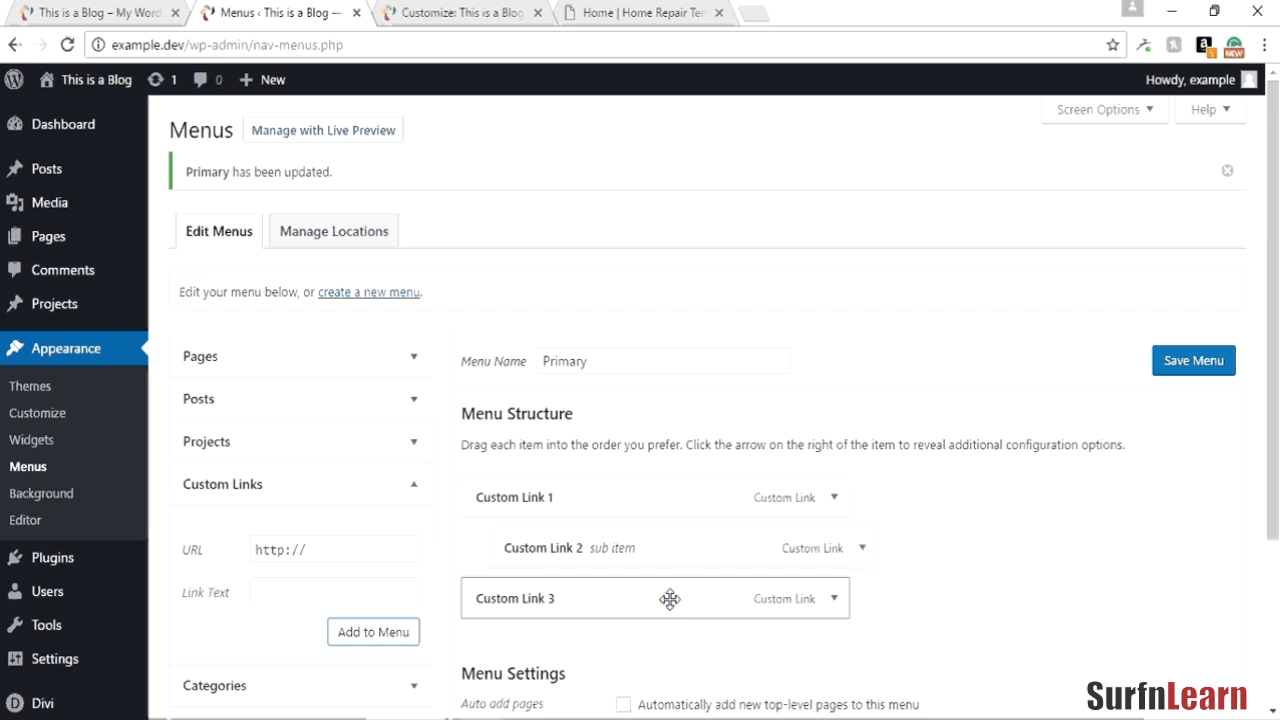 This is a Blog – My Word
Menus ‹ This is a Blog —
Customize: This is a Blog
Home | Home Repair Ter
example.dev/wp-admin/nav-menus.php
NEW
This is a Blog 1 0 New
Howdy, example
Dashboard
Posts
Media
Pages
Comments
Projects
Appearance
Themes
Customize
Widgets
Menus
Background
Editor
Plugins
Users
Tools
Settings
Divi
Screen Options
Help
Menus
Manage with Live Preview
Primary has been updated.
Edit Menus
Manage Locations
Edit your menu below, or create a new menu.
Pages
Posts
Projects
Custom Links
URL http://
Link Text
Add to Menu
Categories
Menu Name Primary
Save Menu
Menu Structure
Drag each item into the order you prefer. Click the arrow on the right of the item to reveal additional configuration options.
Custom Link 1 Custom Link
Custom Link 2 sub item Custom Link
Custom Link 3 Custom Link
Menu Settings
Auto add pages Automatically add new top-level pages to this menu
SurfnLearn